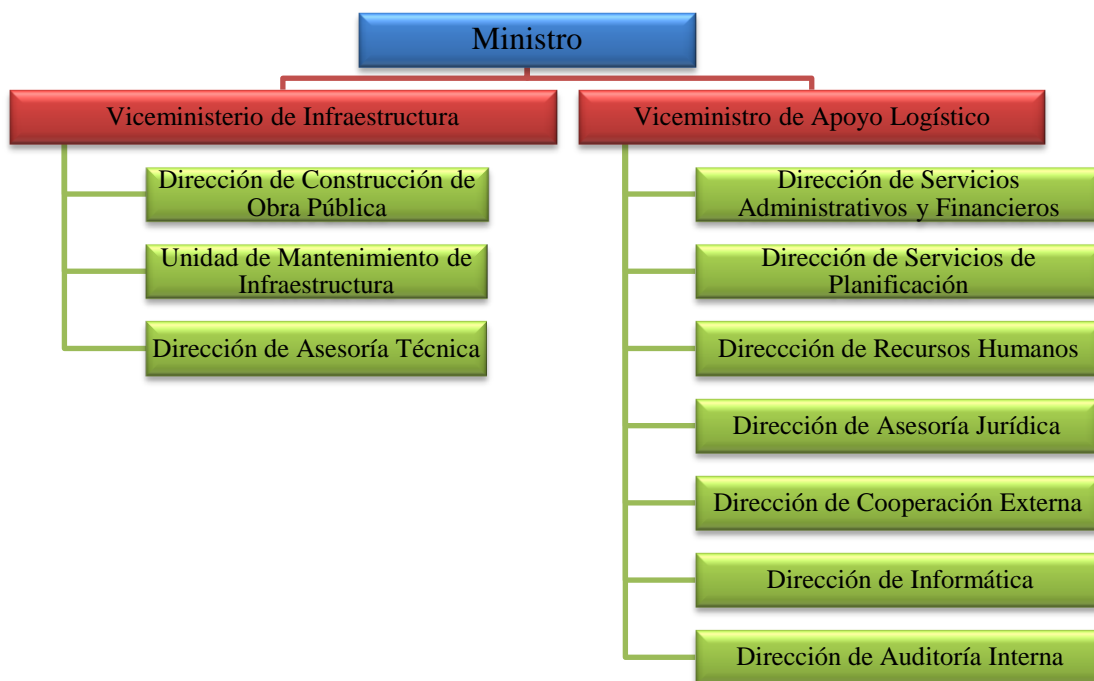 Ministro
Viceministerio de Infraestructura
Dirección de Construcción de
Obra Pública
Unidad de Mantenimiento de
Infraestructura
Dirección de Asesoría Técnica
Viceministro de Apoyo Logístico
Dirección de Servicios
Administrativos y Financieros
Dirección de Servicios de
Planificación
Direccción de Recursos Humanos
Dirección de Asesoría Jurídica
Dirección de Cooperación Externa
Dirección de Informática
Dirección de Auditoría Interna